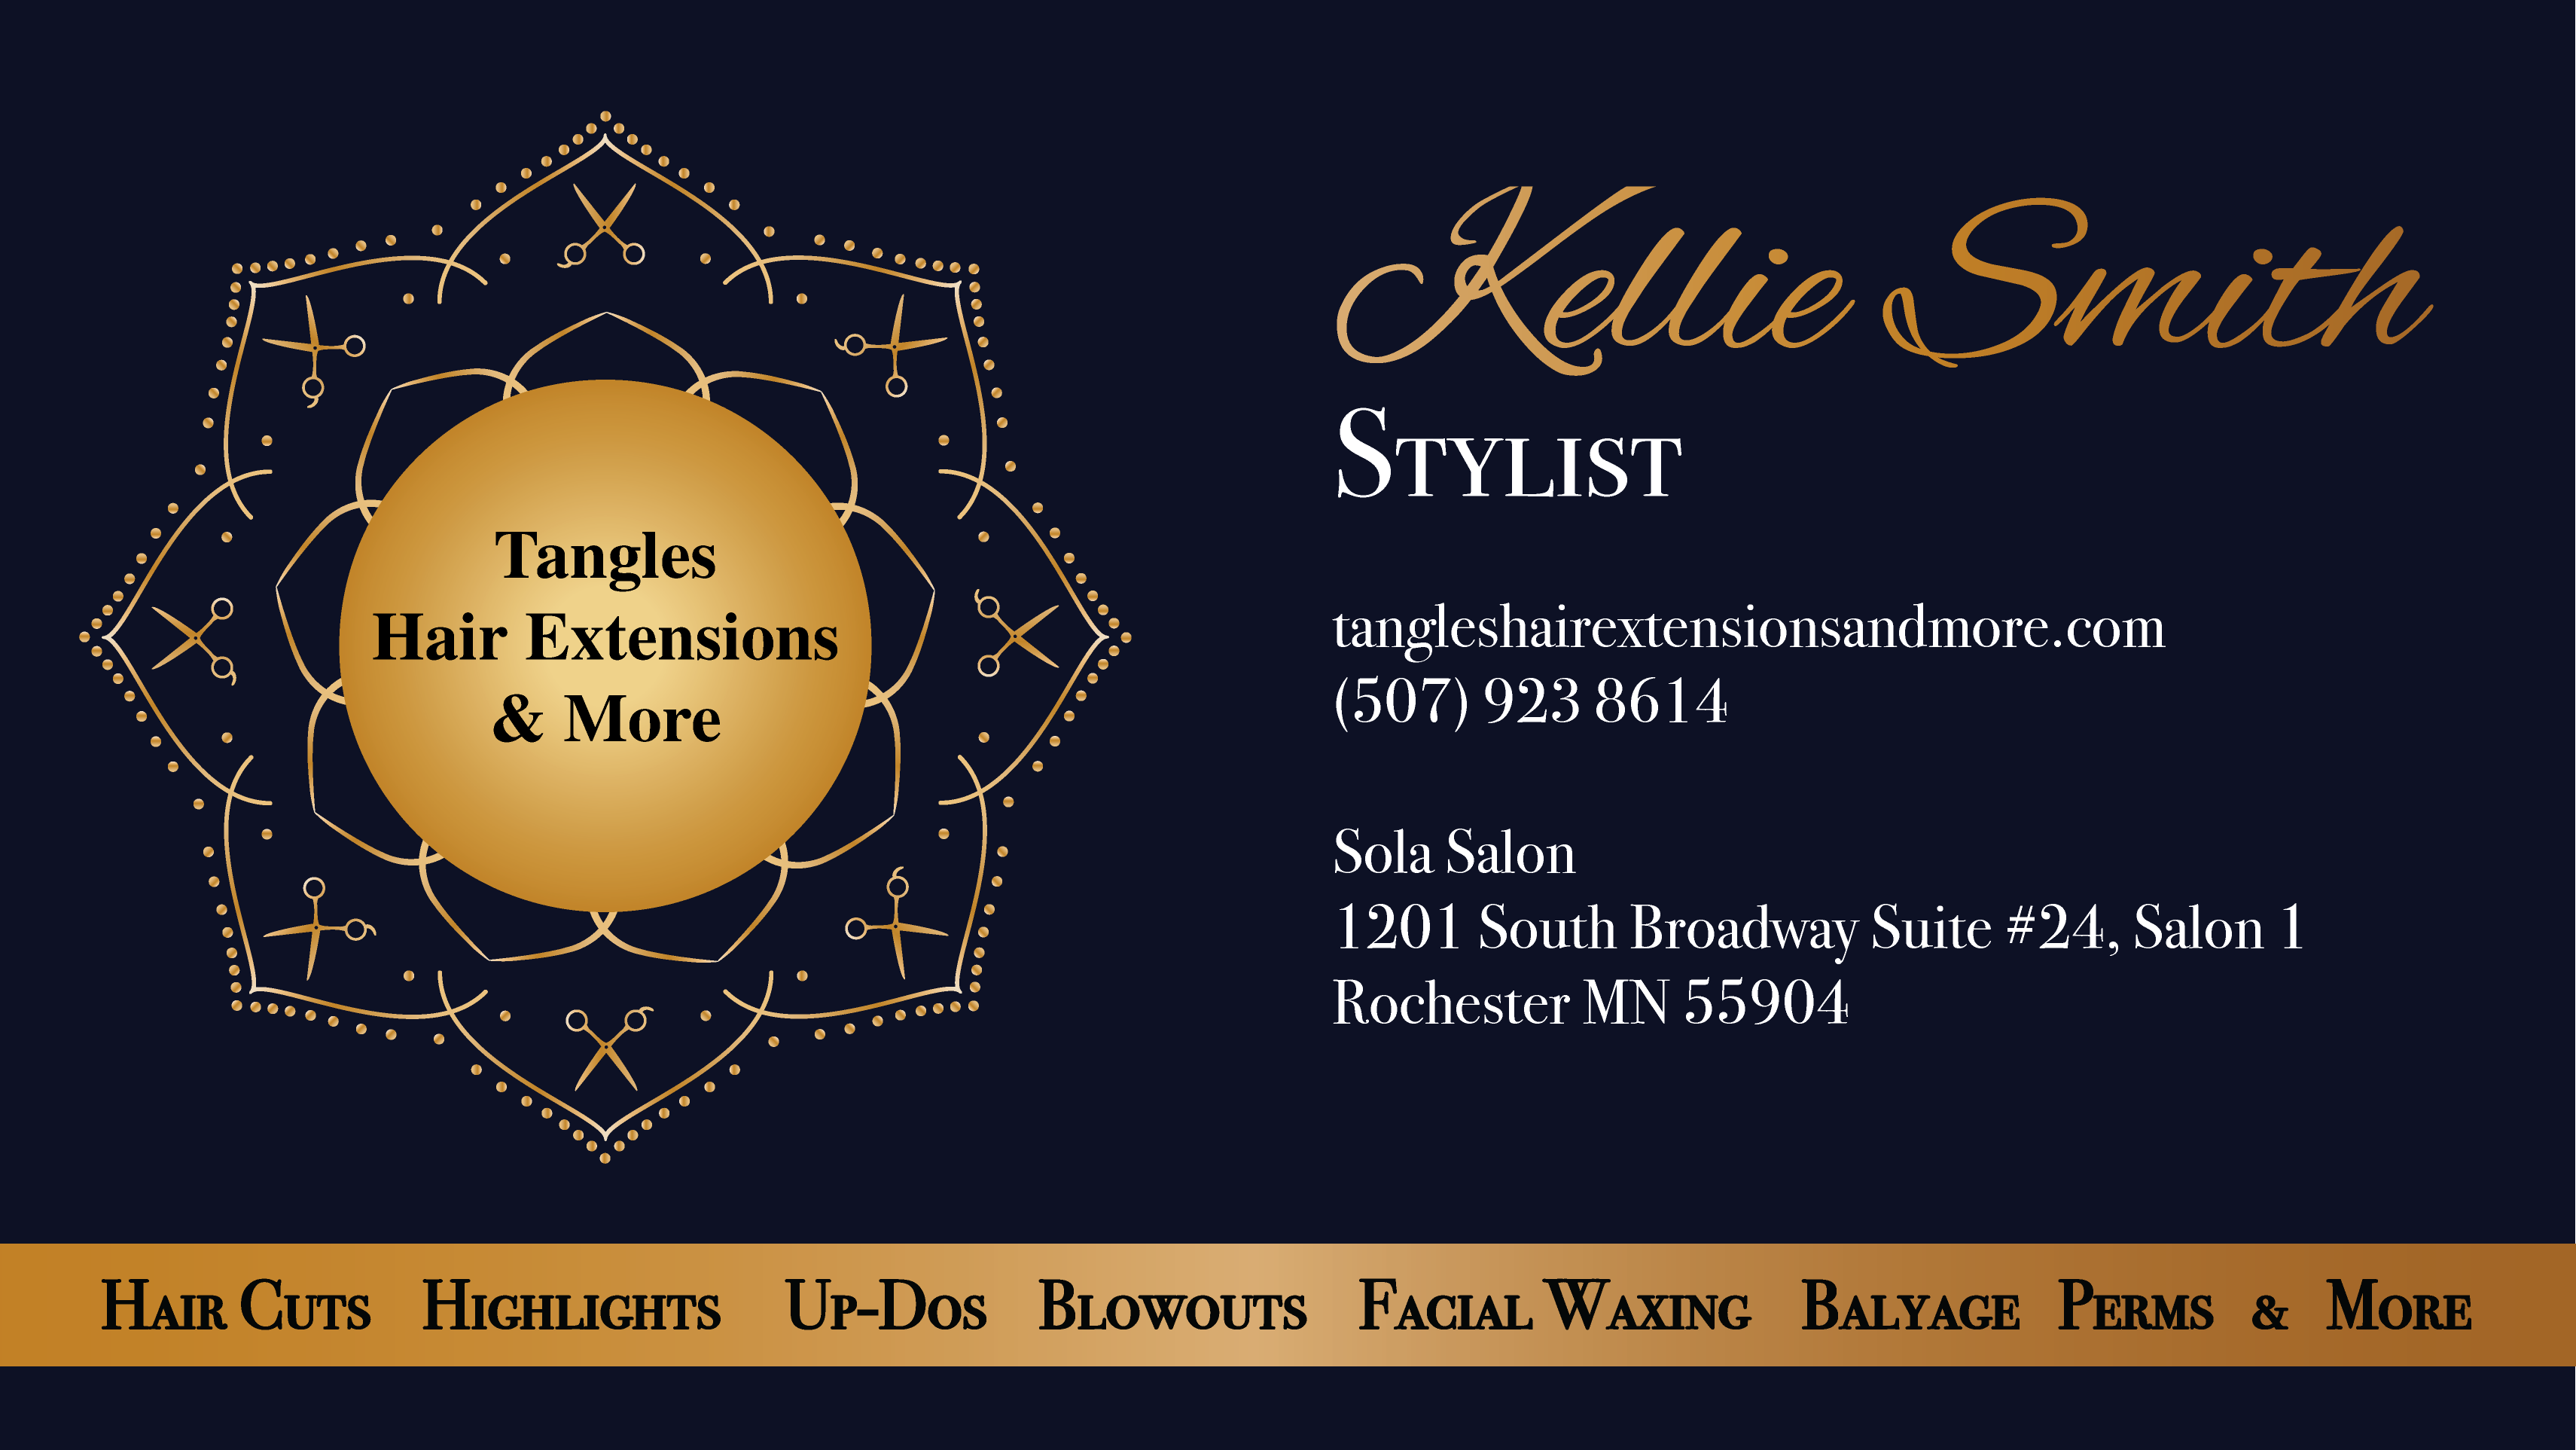 Tangles
Hair Extensions
& More
Kellie Smith
Stylist
tangleshairextensionsandmore.com
(507) 923 8614
Sola Salon
1201 South Broadway Suite #24, Salon 1
Rochester MN 55904
Hair Cuts Highlights Up-Dos Blowouts Facial Waxing Balyage Perms & More